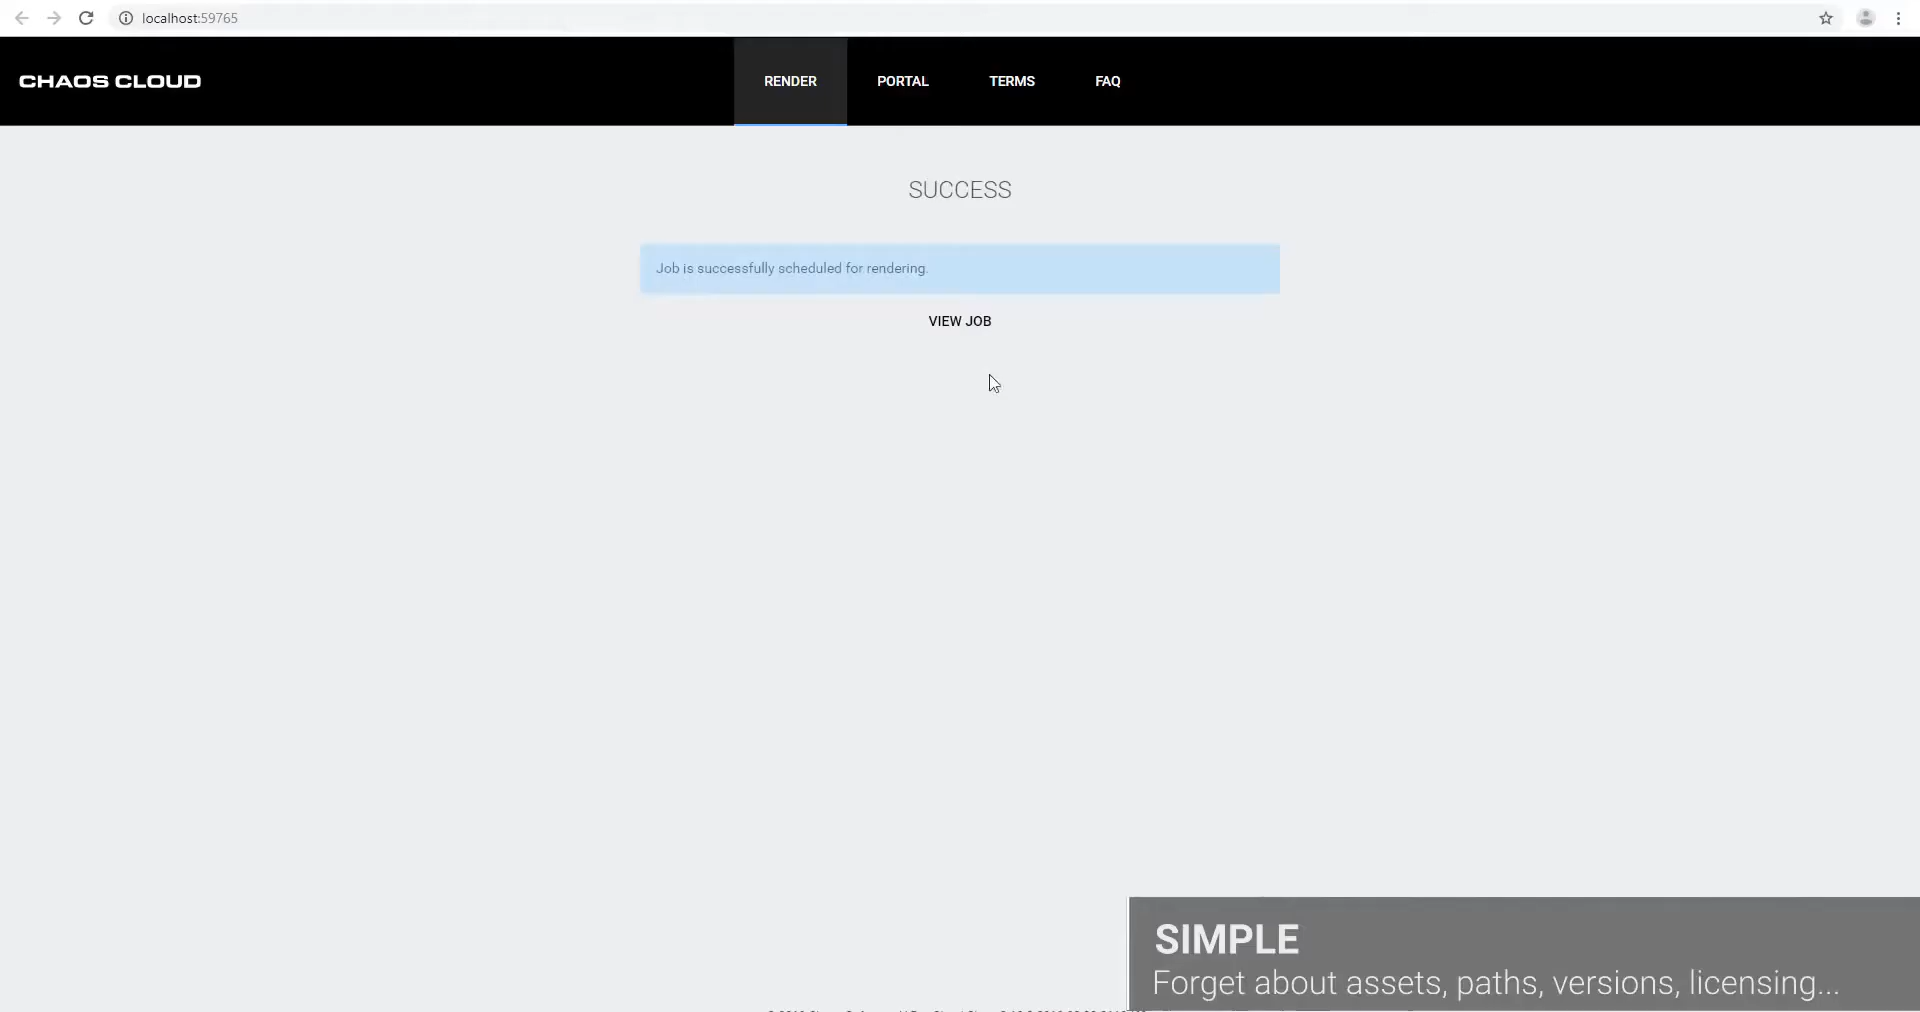 localhost:59765
CHAOS CLOUD
RENDER
PORTAL
TERMS
FAQ
SUCCESS
Job is successfully scheduled for rendering.
VIEW JOB
SIMPLE
Forget about assets, paths, versions, licensing...